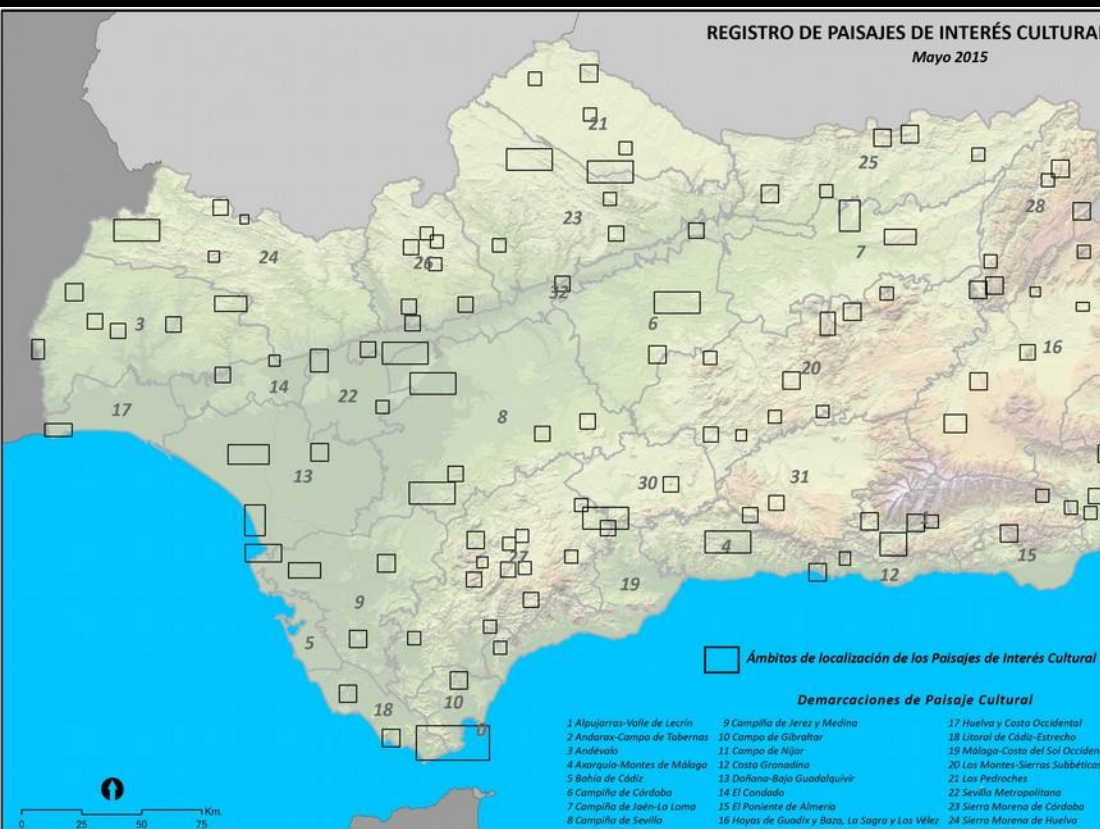 REGISTRO DE PAISAJES DE INTERÉS CULTURA
Mayo 2015
21
25
28
23
7
24
26
32
6
3
16
20
14
22
17
8
13
30
31
4
27
15
12
19
9
5
10
18
0
Ámbitos de localización de los Paisajes de Interés Cultural
Demarcaciones de Paisaje Cultural
1 Alpujarras-Valle de Lecrín
2 Andarax-Campo de Tabernas
3 Andévalo
4 Axarquía-Montes de Málaga
5 Bahía de Cádiz
6 Campiña de Córdoba
7 Campiña de Jaén-La Loma
8 Campiña de Sevilla
9 Campiña de Jerez y Medina
10 Campo de Gibraltar
11 Campo de Níjar
12 Costa Granadina
13 Doñana-Bajo Guadalquivir
14 El Condado
15 El Poniente de Almería
16 Hoyas de Guadix y Baza, La Sagra y Los Vélez
17 Huelva y Costa Occidental
18 Litoral de Cádiz-Estrecho
19 Málaga-Costa del Sol Occiden
20 Los Montes-Sierras Subbéticas
21 Los Pedroches
22 Sevilla Metropolitana
23 Sierra Morena de Córdoba
24 Sierra Morena de Huelva
Km.
0 25 50 75